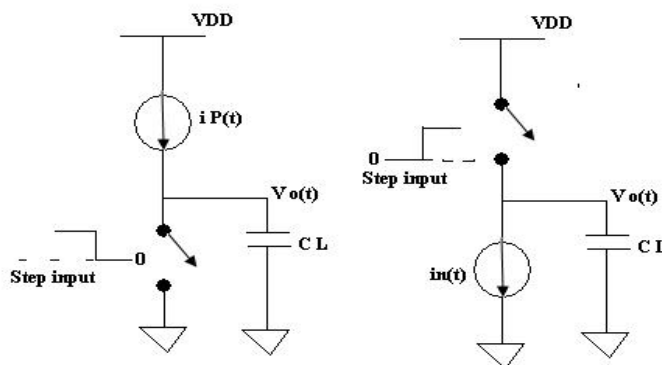 VDD
i P(t)
Vo(t)
C L
0
Step input
VDD
0
Step input
Vo(t)
C L
in(t)